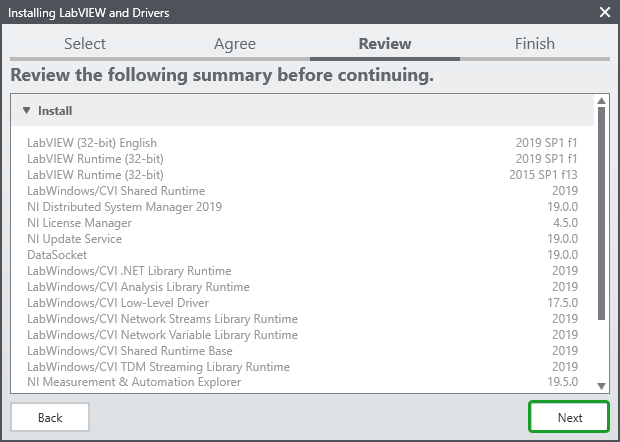 Installing LabVIEW and Drivers
Select Agree Review Finish
Review the following summary before continuing.
Install
LabVIEW (32-bit) English 2019 SP1 f1
LabVIEW Runtime (32-bit) 2019 SP1 f1
LabVIEW Runtime (32-bit) 2015 SP1 f13
LabWindows/CVI Shared Runtime 2019
NI Distributed System Manager 2019 19.0.0
NI License Manager 4.5.0
NI Update Service 19.0.0
DataSocket 19.0.0
LabWindows/CVI .NET Library Runtime 2019
LabWindows/CVI Analysis Library Runtime 2019
LabWindows/CVI Low-Level Driver 17.5.0
LabWindows/CVI Network Streams Library Runtime 2019
LabWindows/CVI Network Variable Library Runtime 2019
LabWindows/CVI Shared Runtime Base 2019
LabWindows/CVI TDM Streaming Library Runtime 2019
NI Measurement & Automation Explorer 19.5.0
Back Next